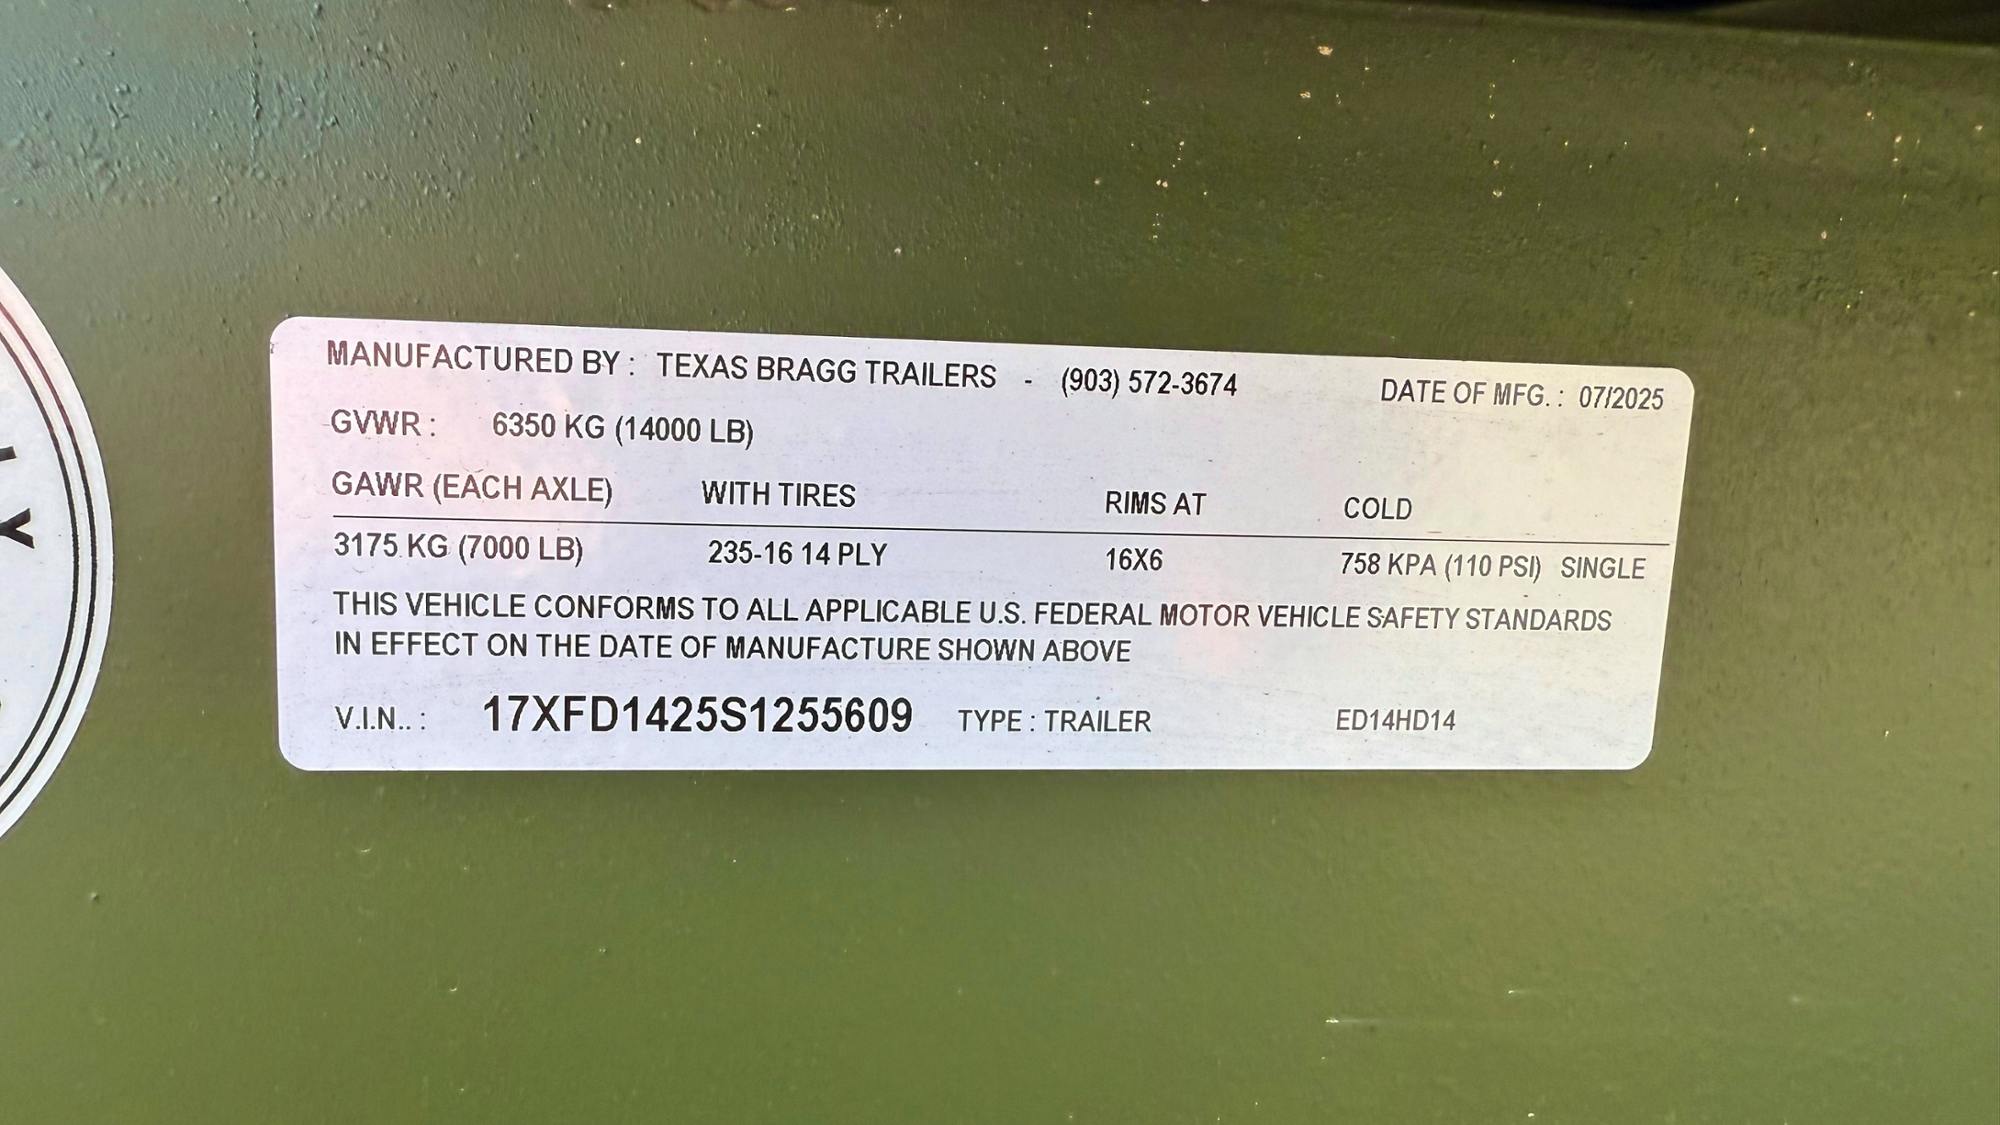 MANUFACTURED BY : TEXAS BRAGG TRAILERS - (903) 572-3674 DATE OF MFG. : 07/2025
GVWR : 6350 KG (14000 LB)
GAWR (EACH AXLE) WITH TIRES RIMS AT COLD
3175 KG (7000 LB) 235-16 14 PLY 16X6 758 KPA (110 PSI) SINGLE
THIS VEHICLE CONFORMS TO ALL APPLICABLE U.S. FEDERAL MOTOR VEHICLE SAFETY STANDARDS
IN EFFECT ON THE DATE OF MANUFACTURE SHOWN ABOVE
V.I.N.. : 17XFD1425S1255609 TYPE : TRAILER ED14HD14